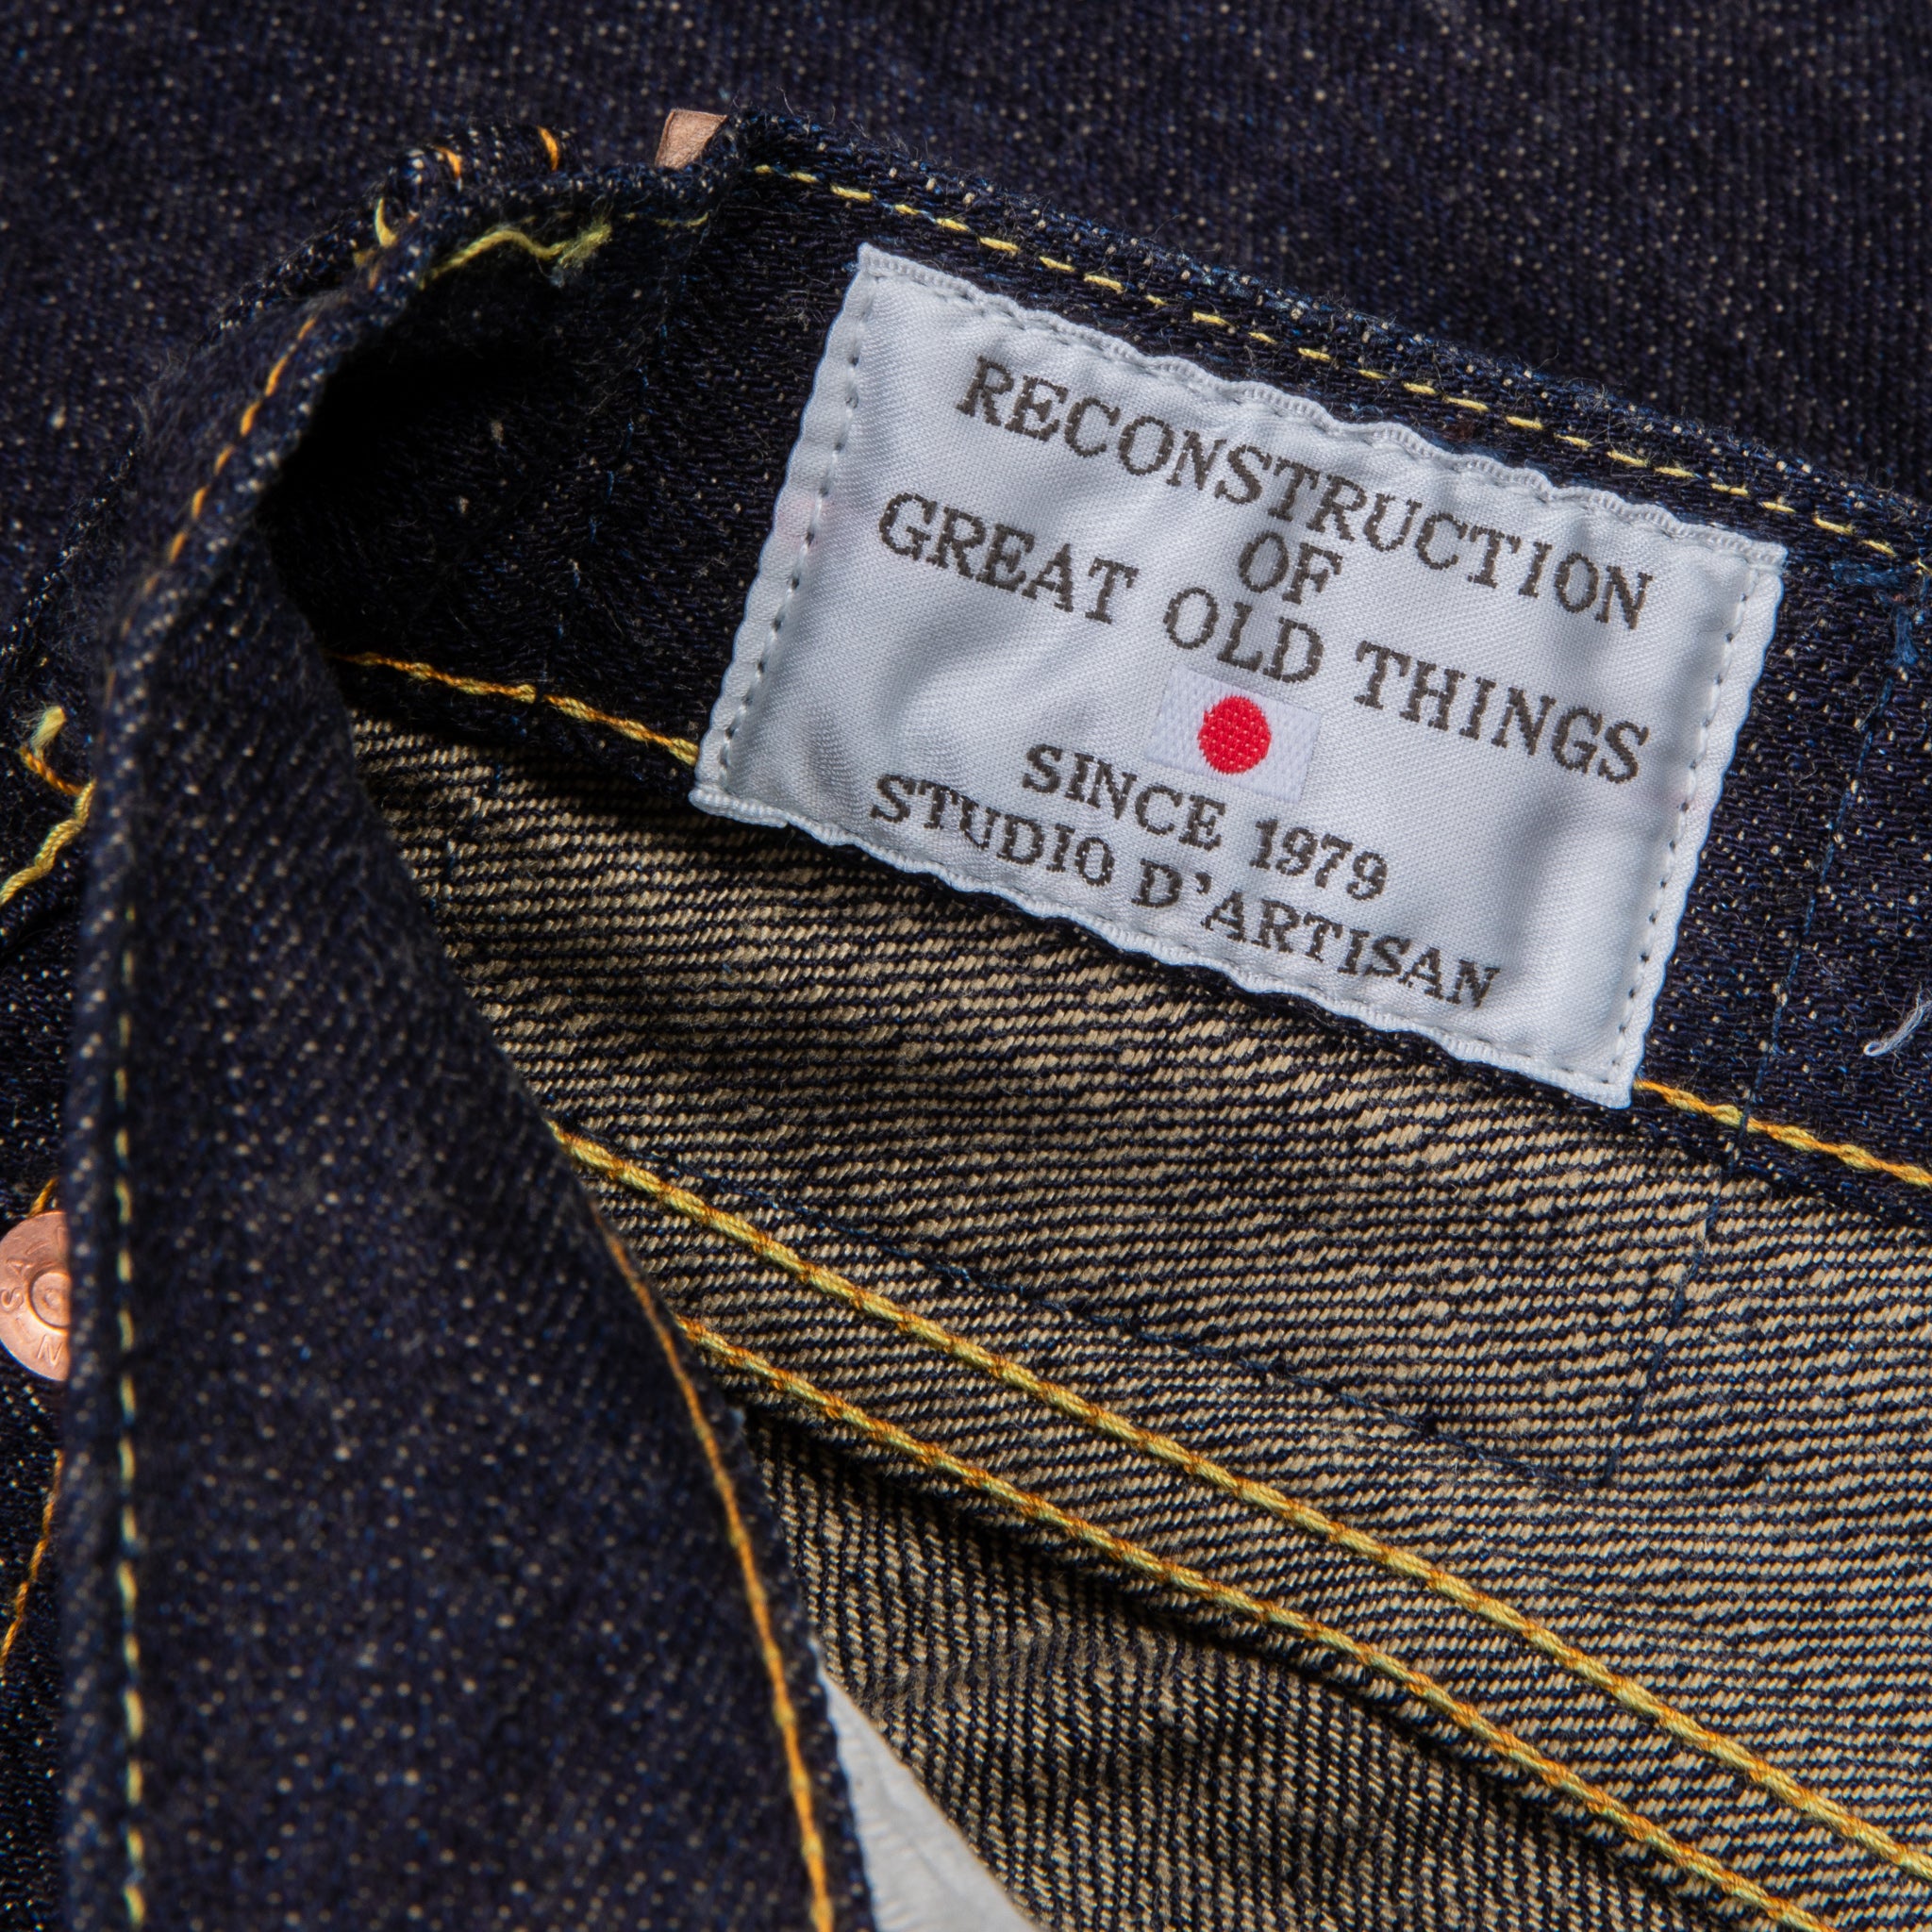 RECONSTRUCTION
OF
GREAT OLD THINGS
SINCE 1979
STUDIO D'ARTISAN